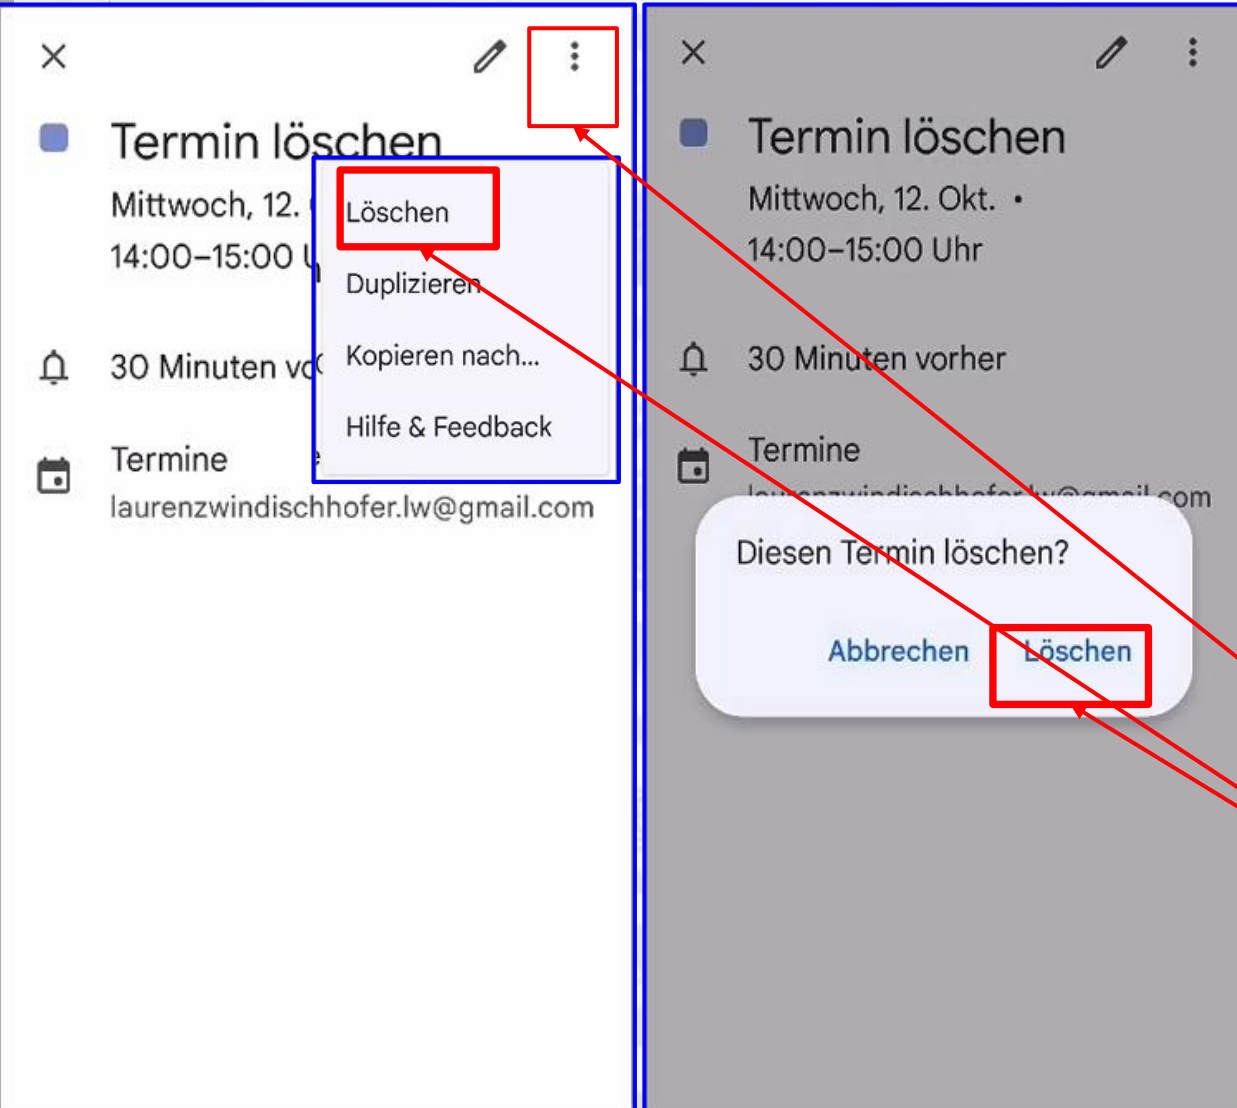 Termin löschen
Mittwoch, 12.
14:00–15:00
Löschen
Duplizieren
Kopieren nach...
Hilfe & Feedback
30 Minuten
Termine
laurenzwindischhofer.lw@gmail.com
Termin löschen
Mittwoch, 12. Okt. •
14:00–15:00 Uhr
30 Minuten vorher
Termine
Diesen Termin löschen?
Abbrechen Löschen